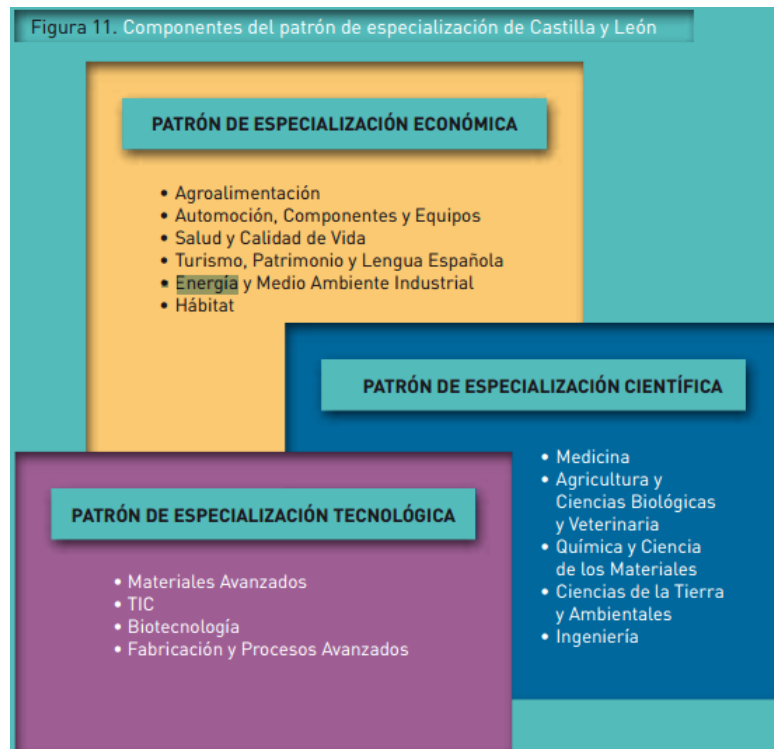 Figura 11. Componentes del patrón de especialización de Castilla y León
PATRÓN DE ESPECIALIZACIÓN ECONÓMICA
• Agroalimentación
• Automoción, Componentes y Equipos
• Salud y Calidad de Vida
• Turismo, Patrimonio y Lengua Española
• Energía y Medio Ambiente Industrial
• Hábitat
PATRÓN DE ESPECIALIZACIÓN CIENTÍFICA
• Medicina
• Agricultura y
Ciencias Biológicas
y Veterinaria
• Química y Ciencia
de los Materiales
• Ciencias de la Tierra
y Ambientales
• Ingeniería
PATRÓN DE ESPECIALIZACIÓN TECNOLÓGICA
• Materiales Avanzados
• TIC
• Biotecnología
• Fabricación y Procesos Avanzados